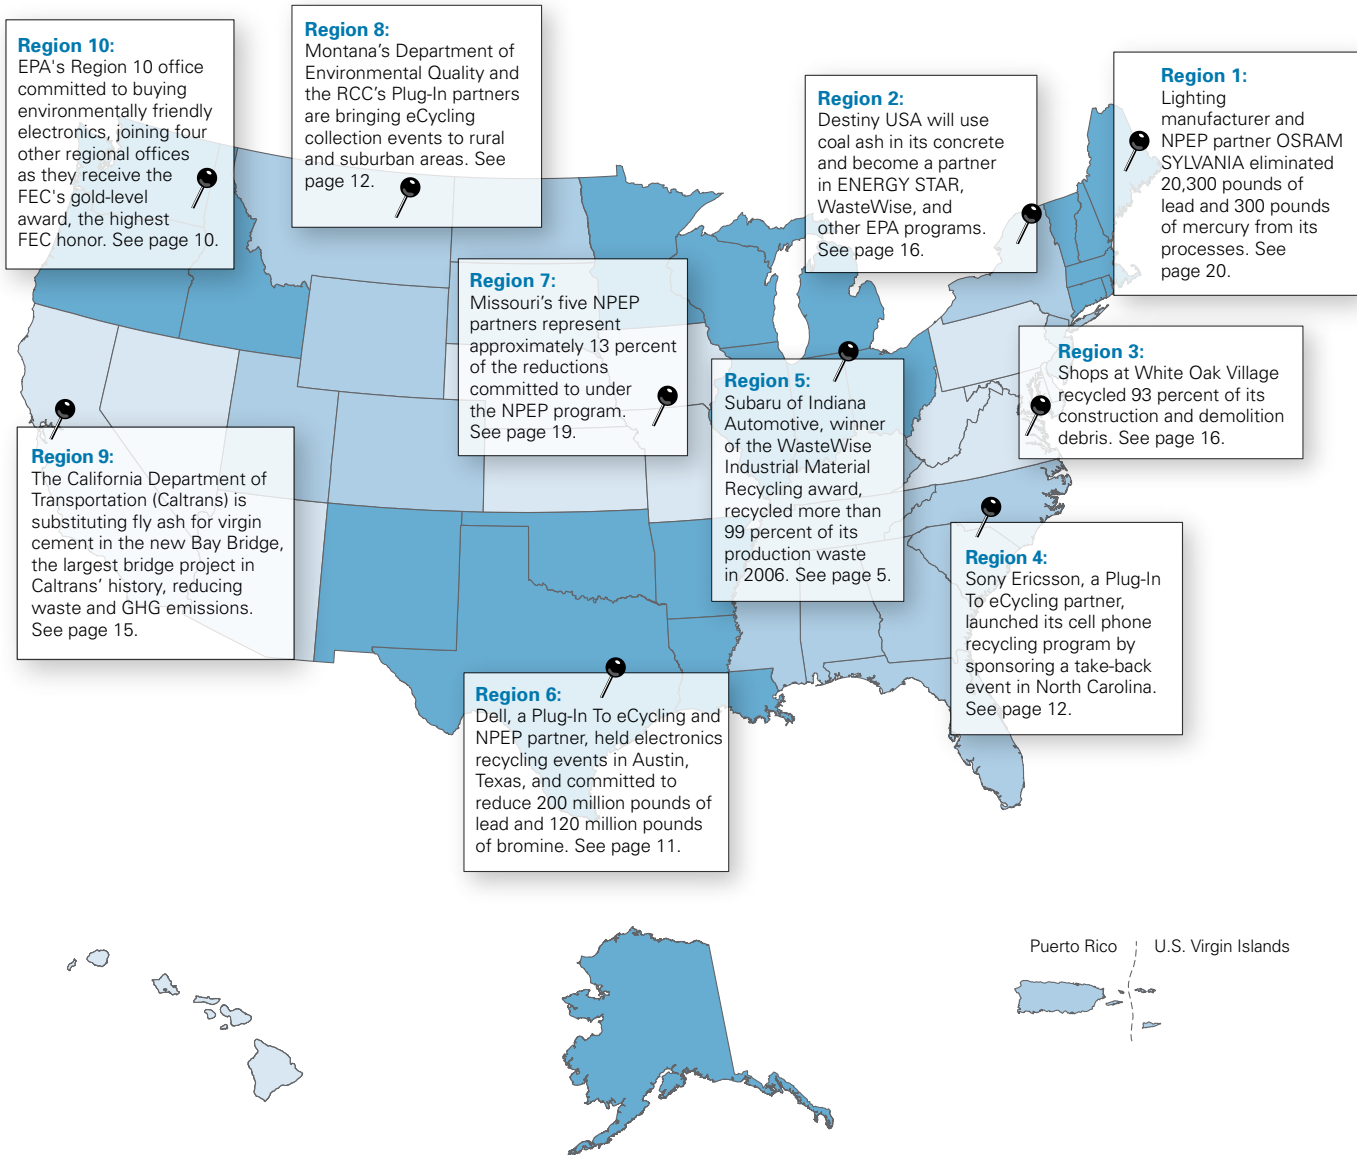 Region 10:
EPA's Region 10 office
committed to buying
environmentally friendly
electronics, joining four
other regional offices
as they receive the
FEC's gold-level
award, the highest
FEC honor. See page 10.
Region 8:
Montana's Department of
Environmental Quality and
the RCC's Plug-In partners
are bringing eCycling
collection events to rural
and suburban areas. See
page 12.
Region 2:
Destiny USA will use
coal ash in its concrete
and become a partner
in ENERGY STAR,
WasteWise, and
other EPA programs.
See page 16.
Region 1:
Lighting
manufacturer and
NPEP partner OSRAM
SYLVANIA eliminated
20,300 pounds of
lead and 300 pounds
of mercury from its
processes. See
page 20.
Region 7:
Missouri's five NPEP
partners represent
approximately 13 percent
of the reductions
committed to under
the NPEP program.
See page 19.
Region 5:
Subaru of Indiana
Automotive, winner
of the WasteWise
Industrial Material
Recycling award,
recycled more than
99 percent of its
production waste
in 2006. See page 5.
Region 3:
Shops at White Oak Village
recycled 93 percent of its
construction and demolition
debris. See page 16.
Region 9:
The California Department of
Transportation (Caltrans) is
substituting fly ash for virgin
cement in the new Bay Bridge,
the largest bridge project in
Caltrans' history, reducing
waste and GHG emissions.
See page 15.
Region 4:
Sony Ericsson, a Plug-In
To eCycling partner,
launched its cell phone
recycling program by
sponsoring a take-back
event in North Carolina.
See page 12.
Region 6:
Dell, a Plug-In To eCycling and
NPEP partner, held electronics
recycling events in Austin,
Texas, and committed to
reduce 200 million pounds of
lead and 120 million pounds
of bromine. See page 11.
Puerto Rico
U.S. Virgin Islands